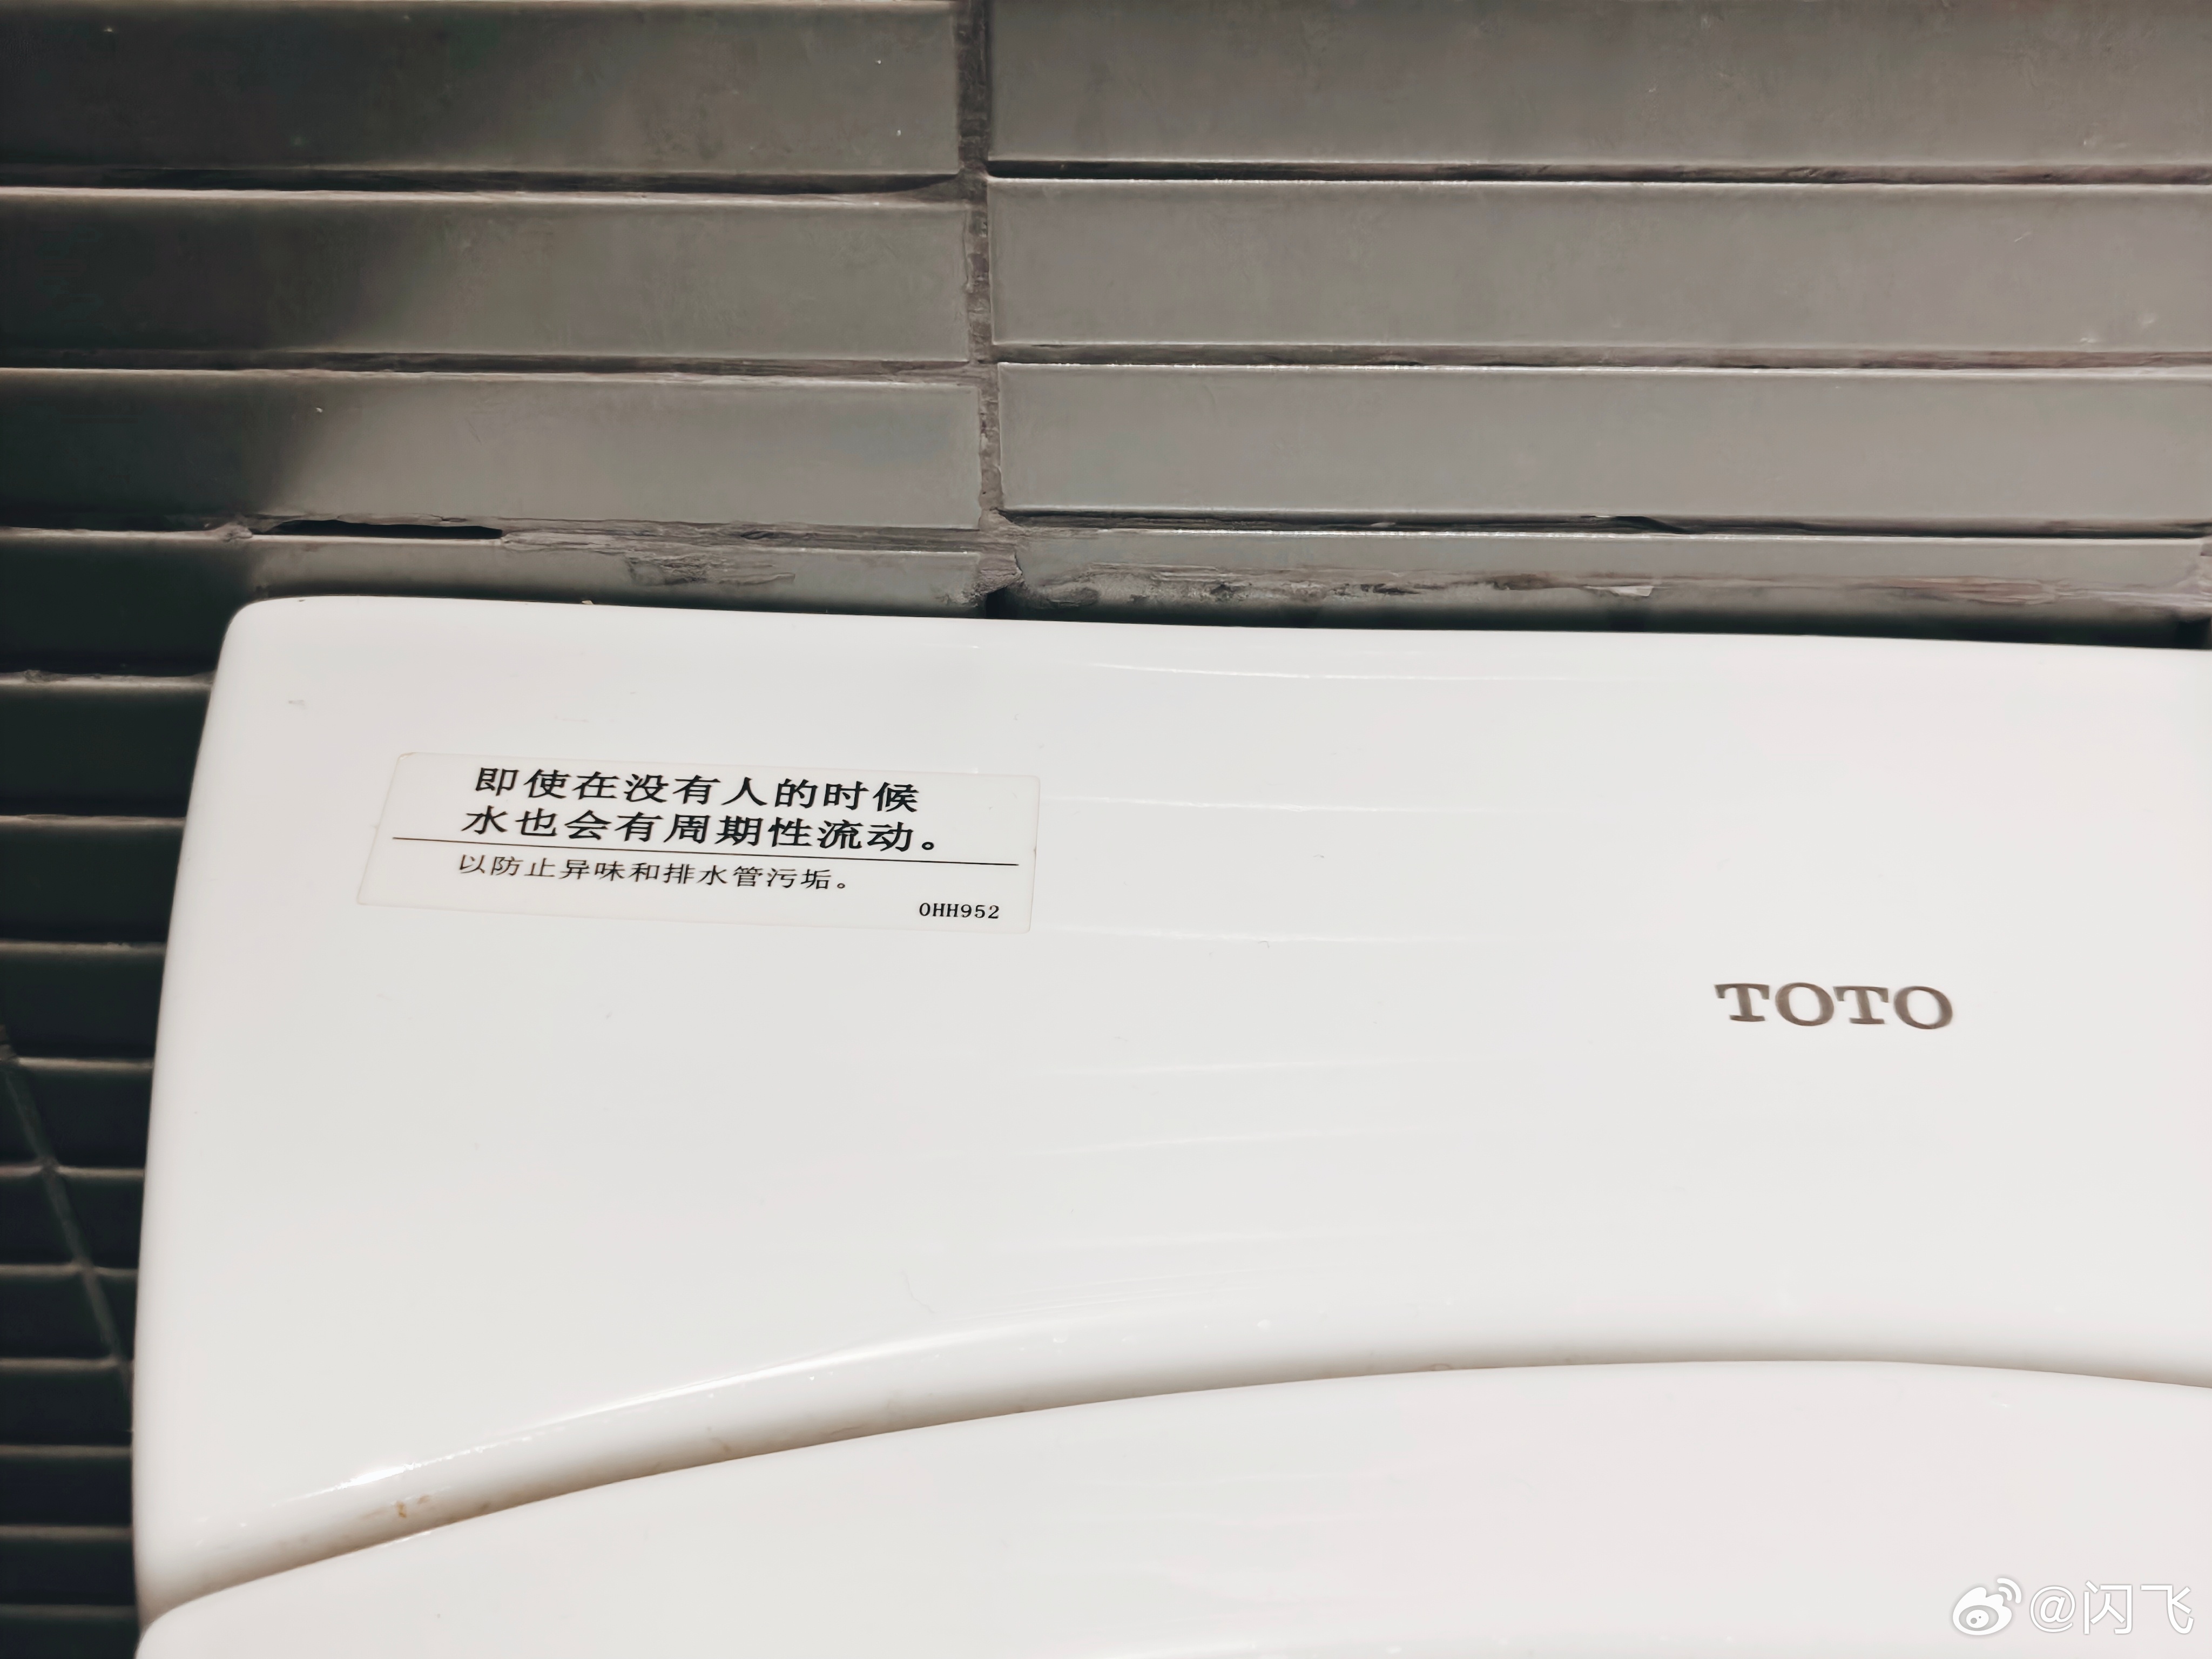 即使在没有人的时候
水也会有周期性流动。
以防止异味和排水管污垢。
0HH952
TOTO
@闪飞